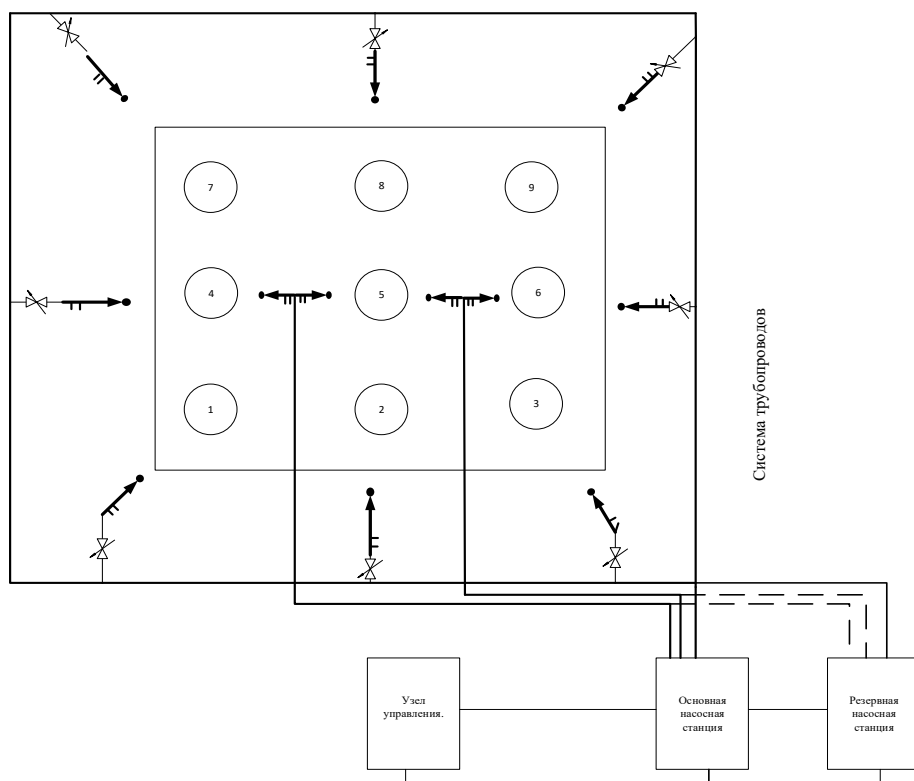 7
8
9
4
5
6
1
2
3
Система трубопроводов
Узел
управления.
Основная
насосная
станция
Резервная
насосная
станция